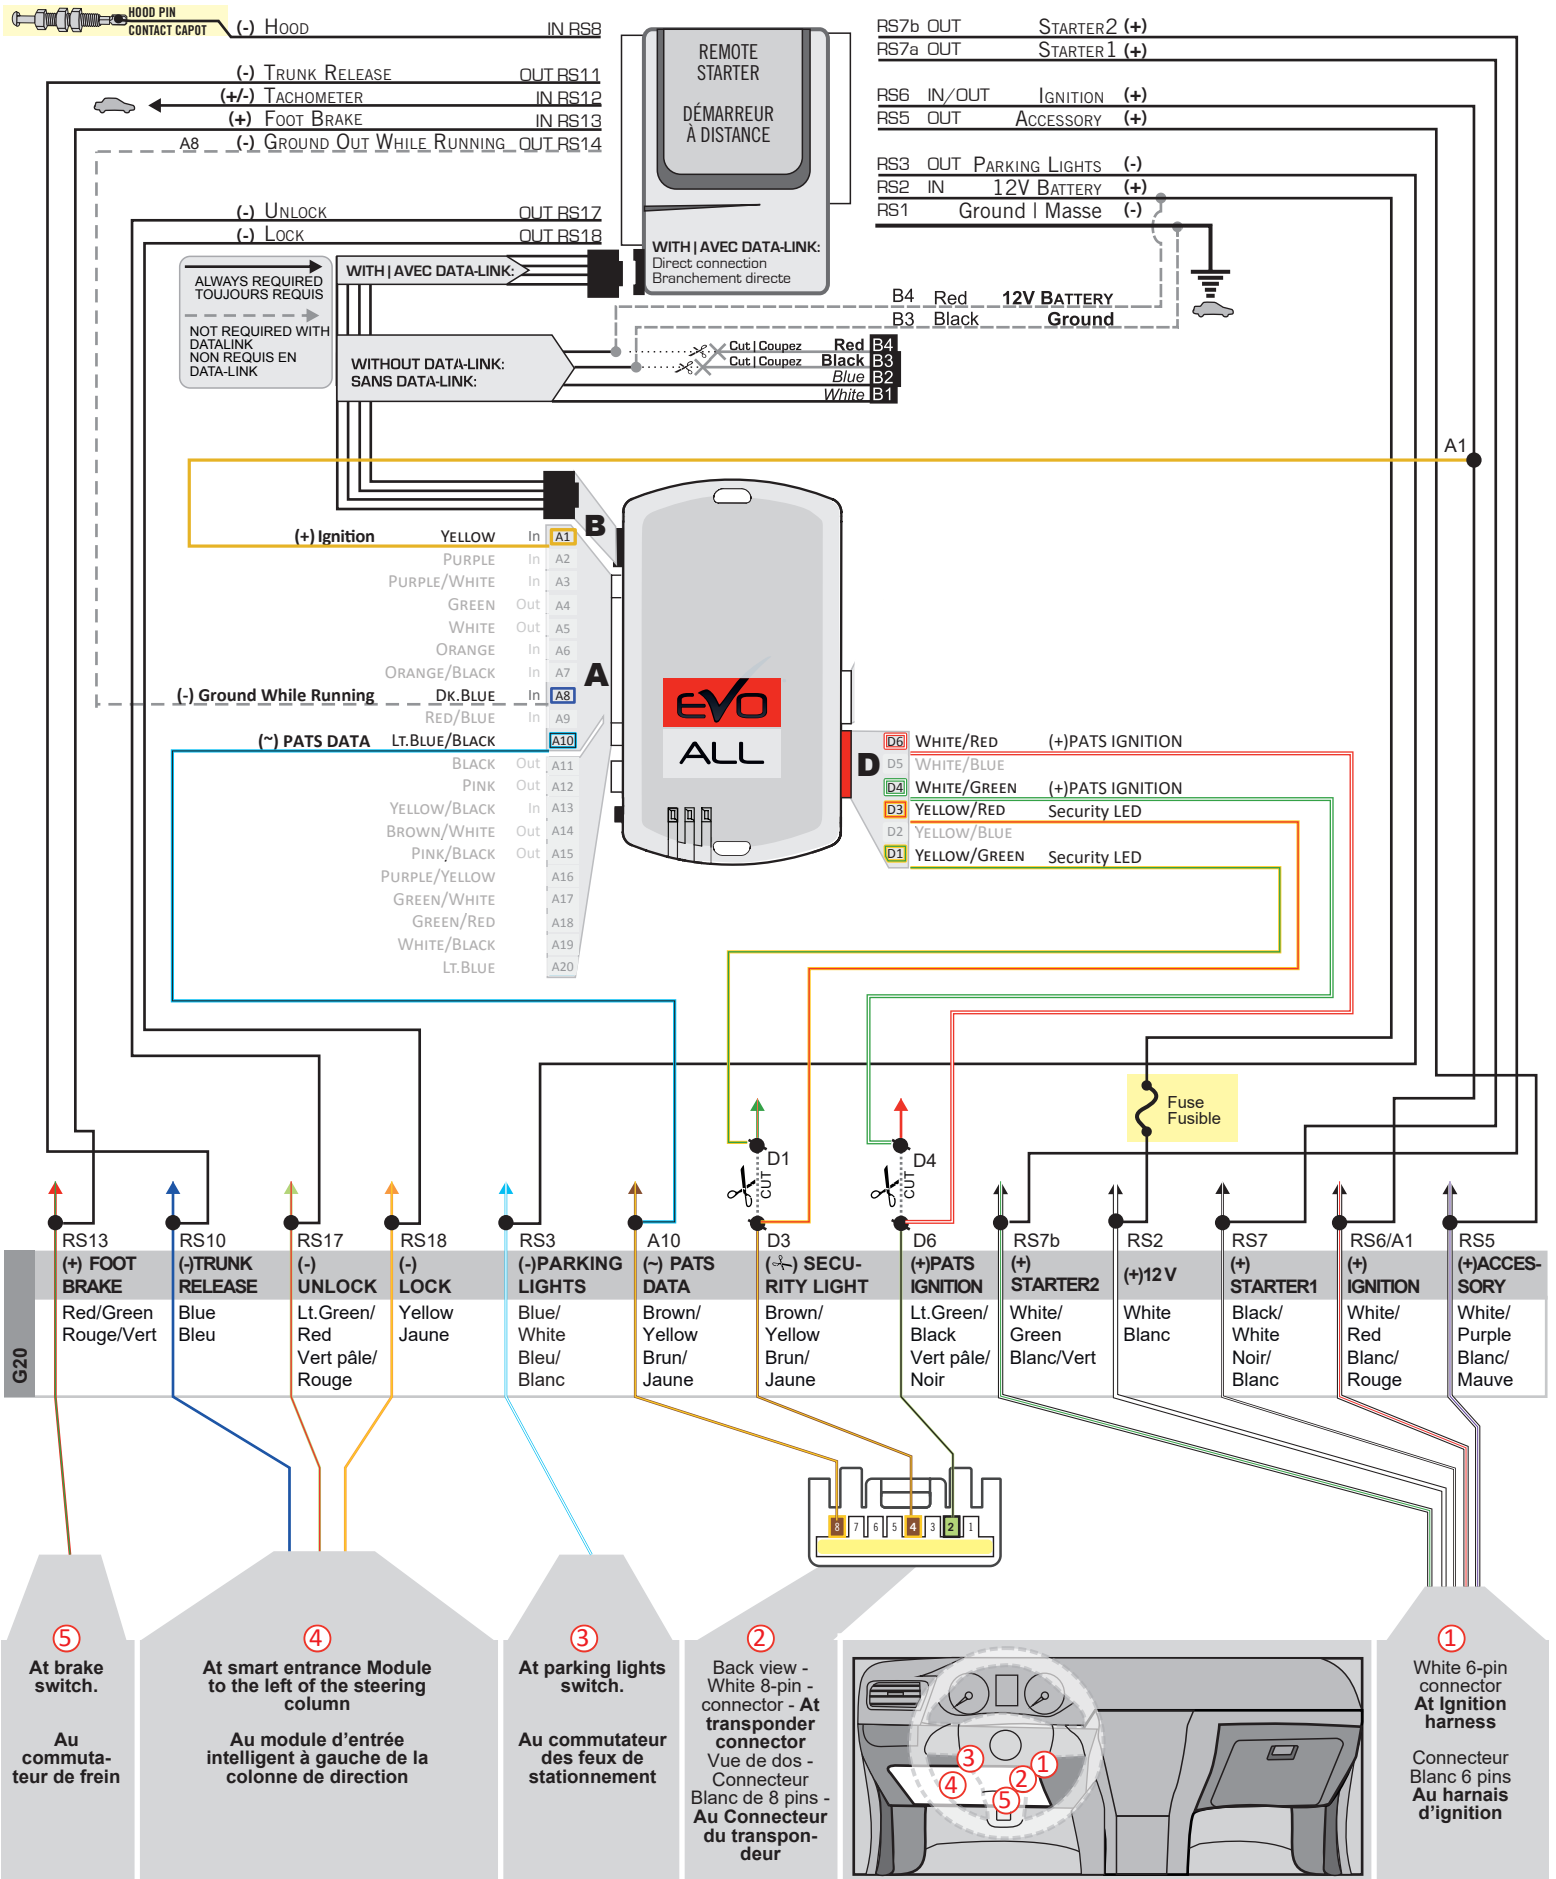 HOOD PIN
CONTACT CAPOT
(-) HOOD IN RS8
(-) TRUNK RELEASE OUT RS11
(+/-) TACHOMETER IN RS12
(+) FOOT BRAKE IN RS13
A8 (-) GROUND OUT WHILE RUNNING OUT RS14
(-) UNLOCK OUT RS17
(-) LOCK OUT RS18
REMOTE
STARTER
DÉMARREUR
À DISTANCE
WITH | AVEC DATA-LINK:
Direct connection
Branchement directe
RS7b OUT STARTER2 (+)
RS7a OUT STARTER1 (+)
RS6 IN/OUT IGNITION (+)
RS5 OUT ACCESSORY (+)
RS3 OUT PARKING LIGHTS (-)
RS2 IN 12V BATTERY (+)
RS1 Ground | Masse (-)
ALWAYS REQUIRED
TOUJOURS REQUIS
NOT REQUIRED WITH
DATALINK
NON REQUIS EN
DATA-LINK
WITH | AVEC DATA-LINK:
WITHOUT DATA-LINK:
SANS DATA-LINK:
B4 Red 12V BATTERY
B3 Black Ground
Cut | Coupez Red B4
Cut | Coupez Black B3
Blue B2
White B1
A1
B
A
(+) Ignition YELLOW In A1
PURPLE In A2
PURPLE/WHITE In A3
GREEN Out A4
WHITE Out A5
ORANGE In A6
ORANGE/BLACK In A7
(-) Ground While Running DK.BLUE In A8
RED/BLUE In A9
(~) PATS DATA LT.BLUE/BLACK A10
BLACK Out A11
PINK Out A12
YELLOW/BLACK In A13
BROWN/WHITE Out A14
PINK/BLACK Out A15
PURPLE/YELLOW A16
GREEN/WHITE A17
GREEN/RED A18
WHITE/BLACK A19
LT.BLUE A20
EVO
ALL
D
D6 WHITE/RED (+)PATS IGNITION
D5 WHITE/BLUE
D4 WHITE/GREEN (+)PATS IGNITION
D3 YELLOW/RED Security LED
D2 YELLOW/BLUE
D1 YELLOW/GREEN Security LED
Fuse
Fusible
D1
CUT
D4
CUT
G20
RS13
(+) FOOT
BRAKE
Red/Green
Rouge/Vert
RS10
(-)TRUNK
RELEASE
Blue
Bleu
RS17
(-)
UNLOCK
Lt.Green/
Red
Vert pâle/
Rouge
RS18
(-)
LOCK
Yellow
Jaune
RS3
(-)PARKING
LIGHTS
Blue/
White
Bleu/
Blanc
A10
(~) PATS
DATA
Brown/
Yellow
Brun/
Jaune
D3
( ) SECU-
RITY LIGHT
Brown/
Yellow
Brun/
Jaune
D6
(+)PATS
IGNITION
Lt.Green/
Black
Vert pâle/
Noir
RS7b
(+)
STARTER2
White/
Green
Blanc/Vert
RS2
(+)12V
White
Blanc
RS7
(+)
STARTER1
Black/
White
Noir/
Blanc
RS6/A1
(+)
IGNITION
White/
Red
Blanc/
Rouge
RS5
(+)ACCES-
SORY
White/
Purple
Blanc/
Mauve
8 7 6 5 4 3 2 1
5
At brake
switch.
Au
commuta-
teur de frein
4
At smart entrance Module
to the left of the steering
column
Au module d'entrée
intelligent à gauche de la
colonne de direction
3
At parking lights
switch.
Au commutateur
des feux de
stationnement
2
Back view -
White 8-pin -
connector - At
transponder
connector
Vue de dos -
Connecteur
Blanc de 8 pins -
Au Connecteur
du transpon-
deur
3 1
4 2
5
1
White 6-pin
connector
At Ignition
harness
Connecteur
Blanc 6 pins
Au harnais
d'ignition